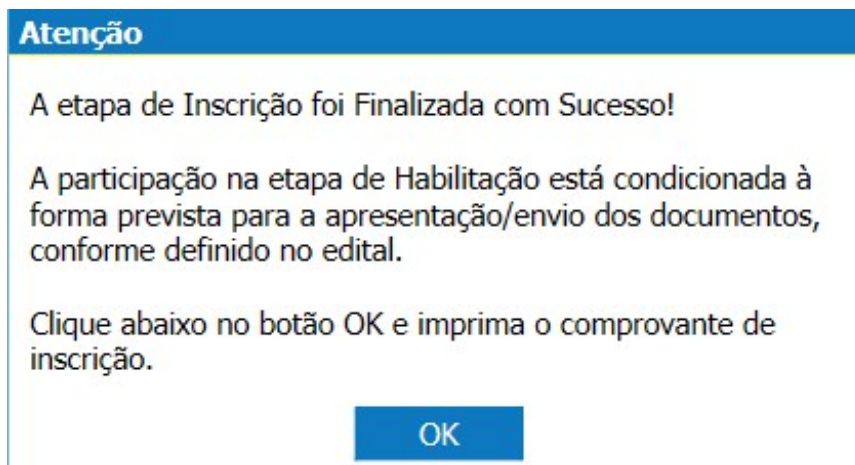 Atenção
A etapa de Inscrição foi Finalizada com Sucesso!
A participação na etapa de Habilitação está condicionada à
forma prevista para a apresentação/envio dos documentos,
conforme definido no edital.
Clique abaixo no botão OK e imprima o comprovante de
inscrição.
OK